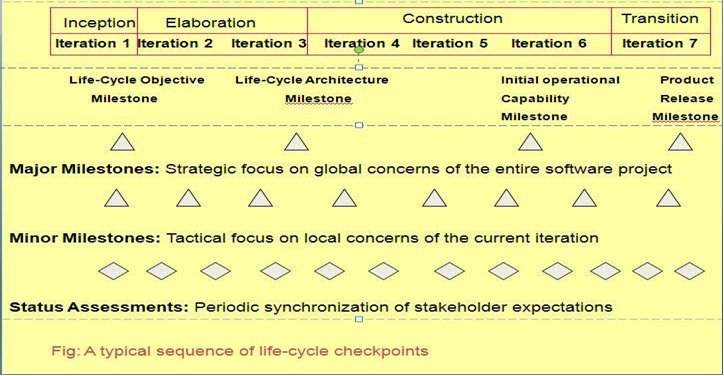 Inception Elaboration Construction Transition
Iteration 1 Iteration 2 Iteration 3 Iteration 4 Iteration 5 Iteration 6 Iteration 7
Life-Cycle Objective Milestone
Life-Cycle Architecture Milestone
Initial operational Capability Milestone
Product Release Milestone
Major Milestones: Strategic focus on global concerns of the entire software project
Minor Milestones: Tactical focus on local concerns of the current iteration
Status Assessments: Periodic synchronization of stakeholder expectations
Fig: A typical sequence of life-cycle checkpoints